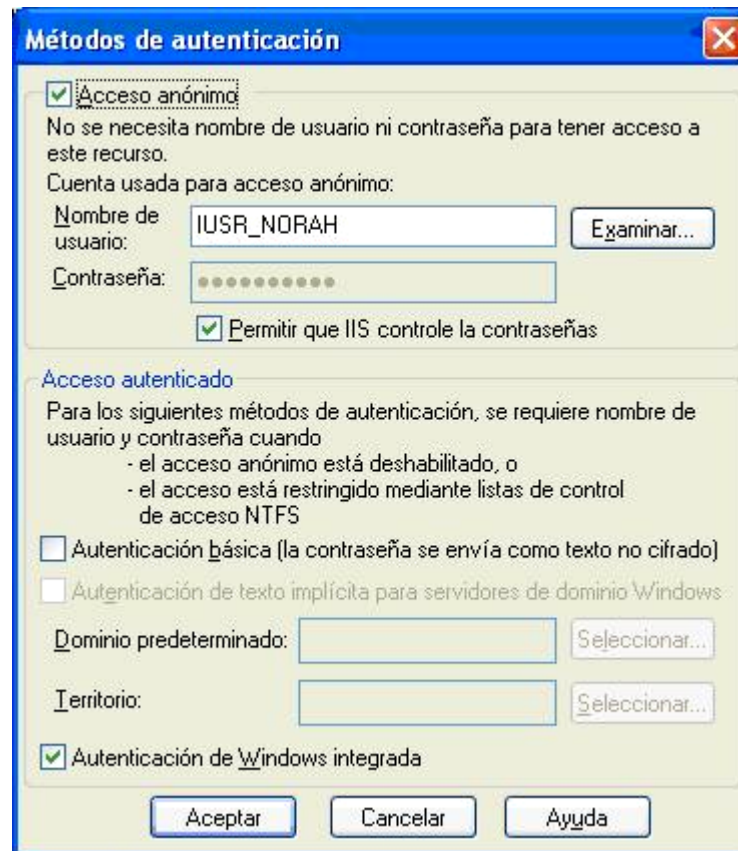 Métodos de autenticación
Acceso anónimo
No se necesita nombre de usuario ni contraseña para tener acceso a
este recurso.
Cuenta usada para acceso anónimo:
Nombre de
usuario:
IUSR_NORAH
Examinar...
Contraseña:
●●●●●●●●●●
Permitir que IIS controle la contraseñas
Acceso autenticado
Para los siguientes métodos de autenticación, se requiere nombre de
usuario y contraseña cuando
- el acceso anónimo está deshabilitado, o
- el acceso está restringido mediante listas de control
de acceso NTFS
Autenticación básica (la contraseña se envía como texto no cifrado)
Autenticación de texto implícita para servidores de dominio Windows
Dominio predeterminado:
Seleccionar...
Territorio:
Seleccionar...
Autenticación de Windows integrada
Aceptar
Cancelar
Ayuda